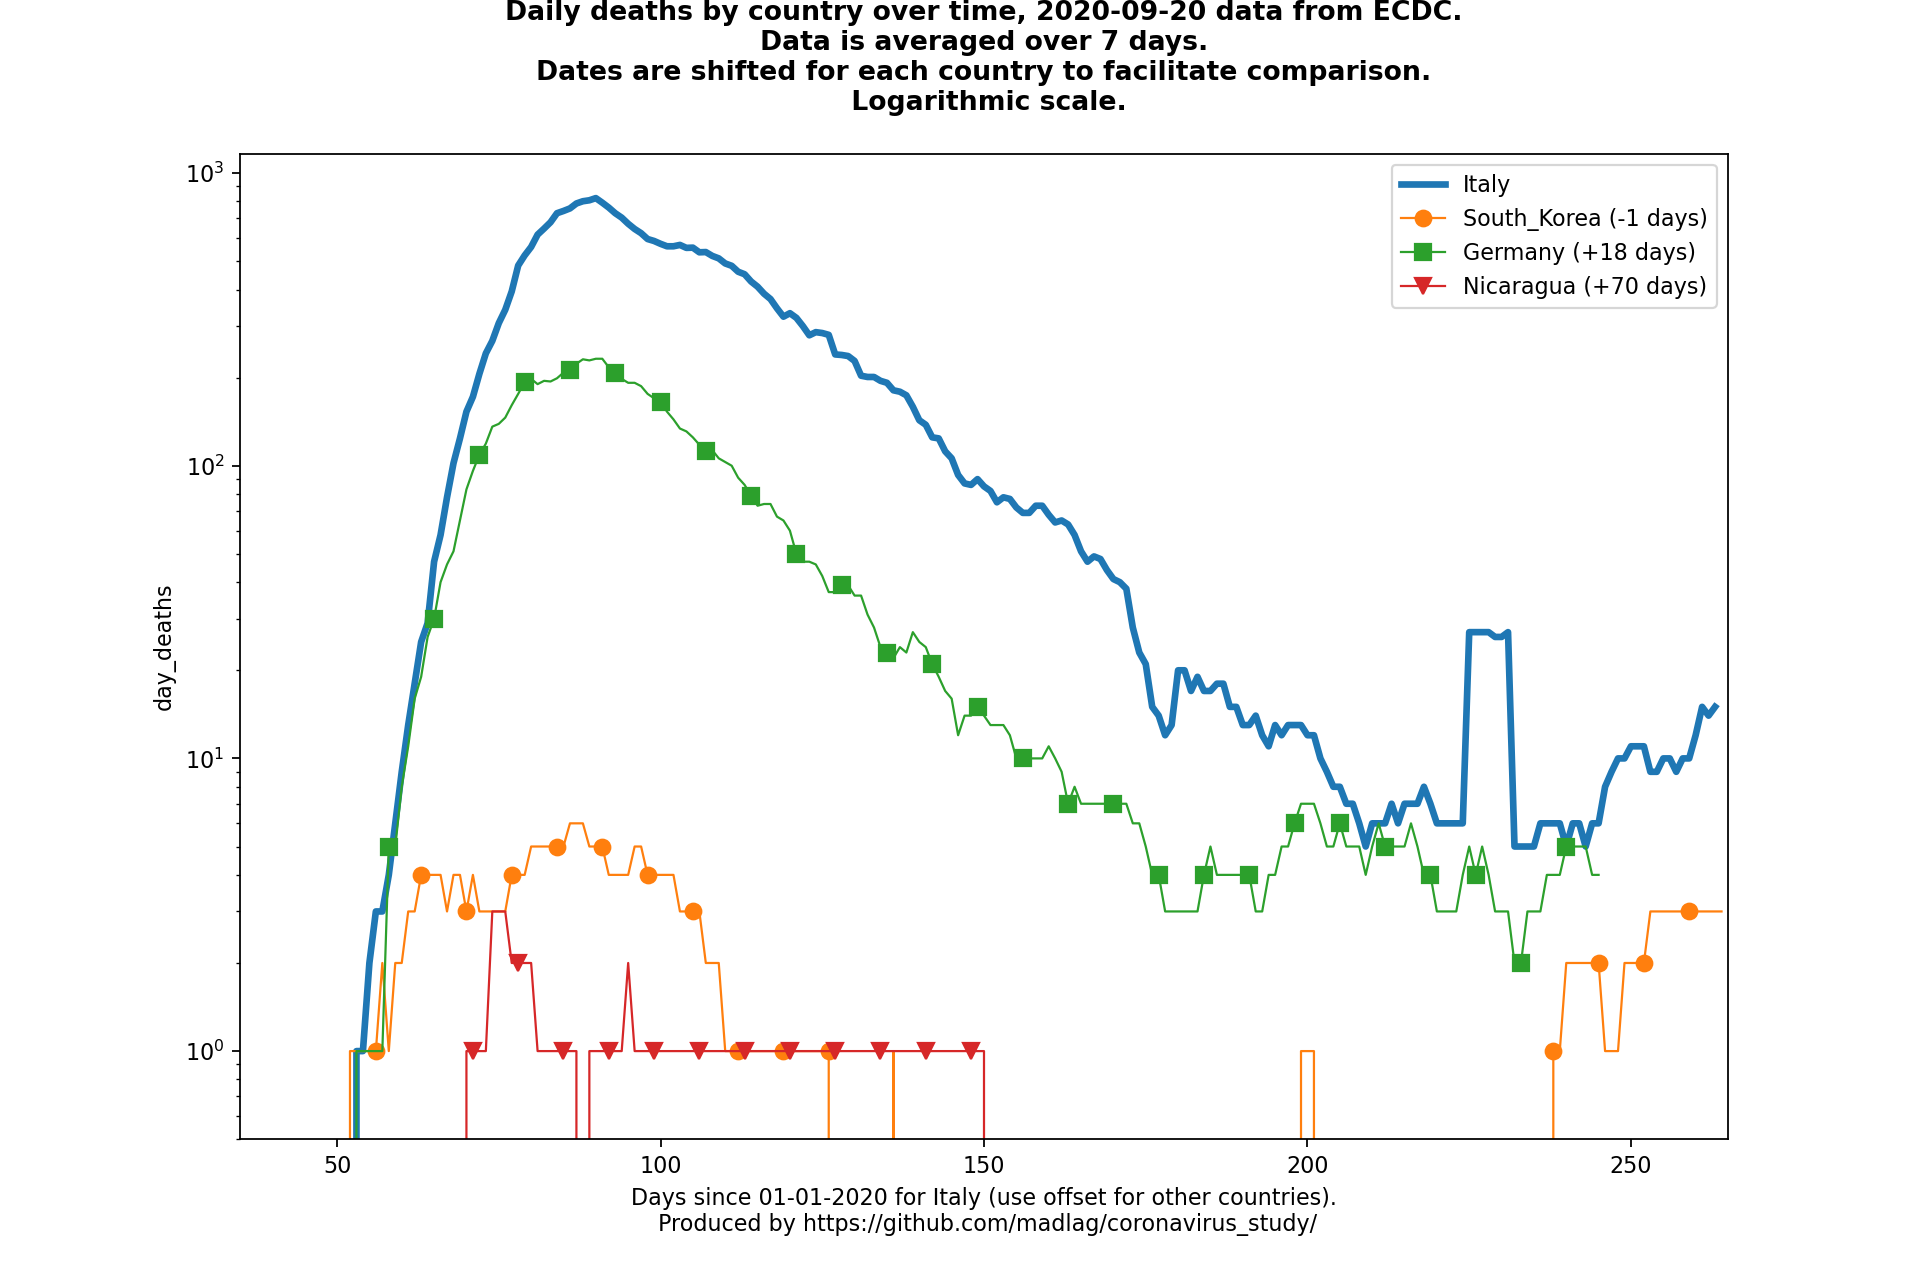 Daily deaths by country over time, 2020-09-20 data from ECDC.
Data is averaged over 7 days.
Dates are shifted for each country to facilitate comparison.
Logarithmic scale.
10³
10²
10¹
10⁰
day_deaths
Italy
South_Korea (-1 days)
Germany (+18 days)
Nicaragua (+70 days)
50 100 150 200 250
Days since 01-01-2020 for Italy (use offset for other countries).
Produced by https://github.com/madlag/coronavirus_study/